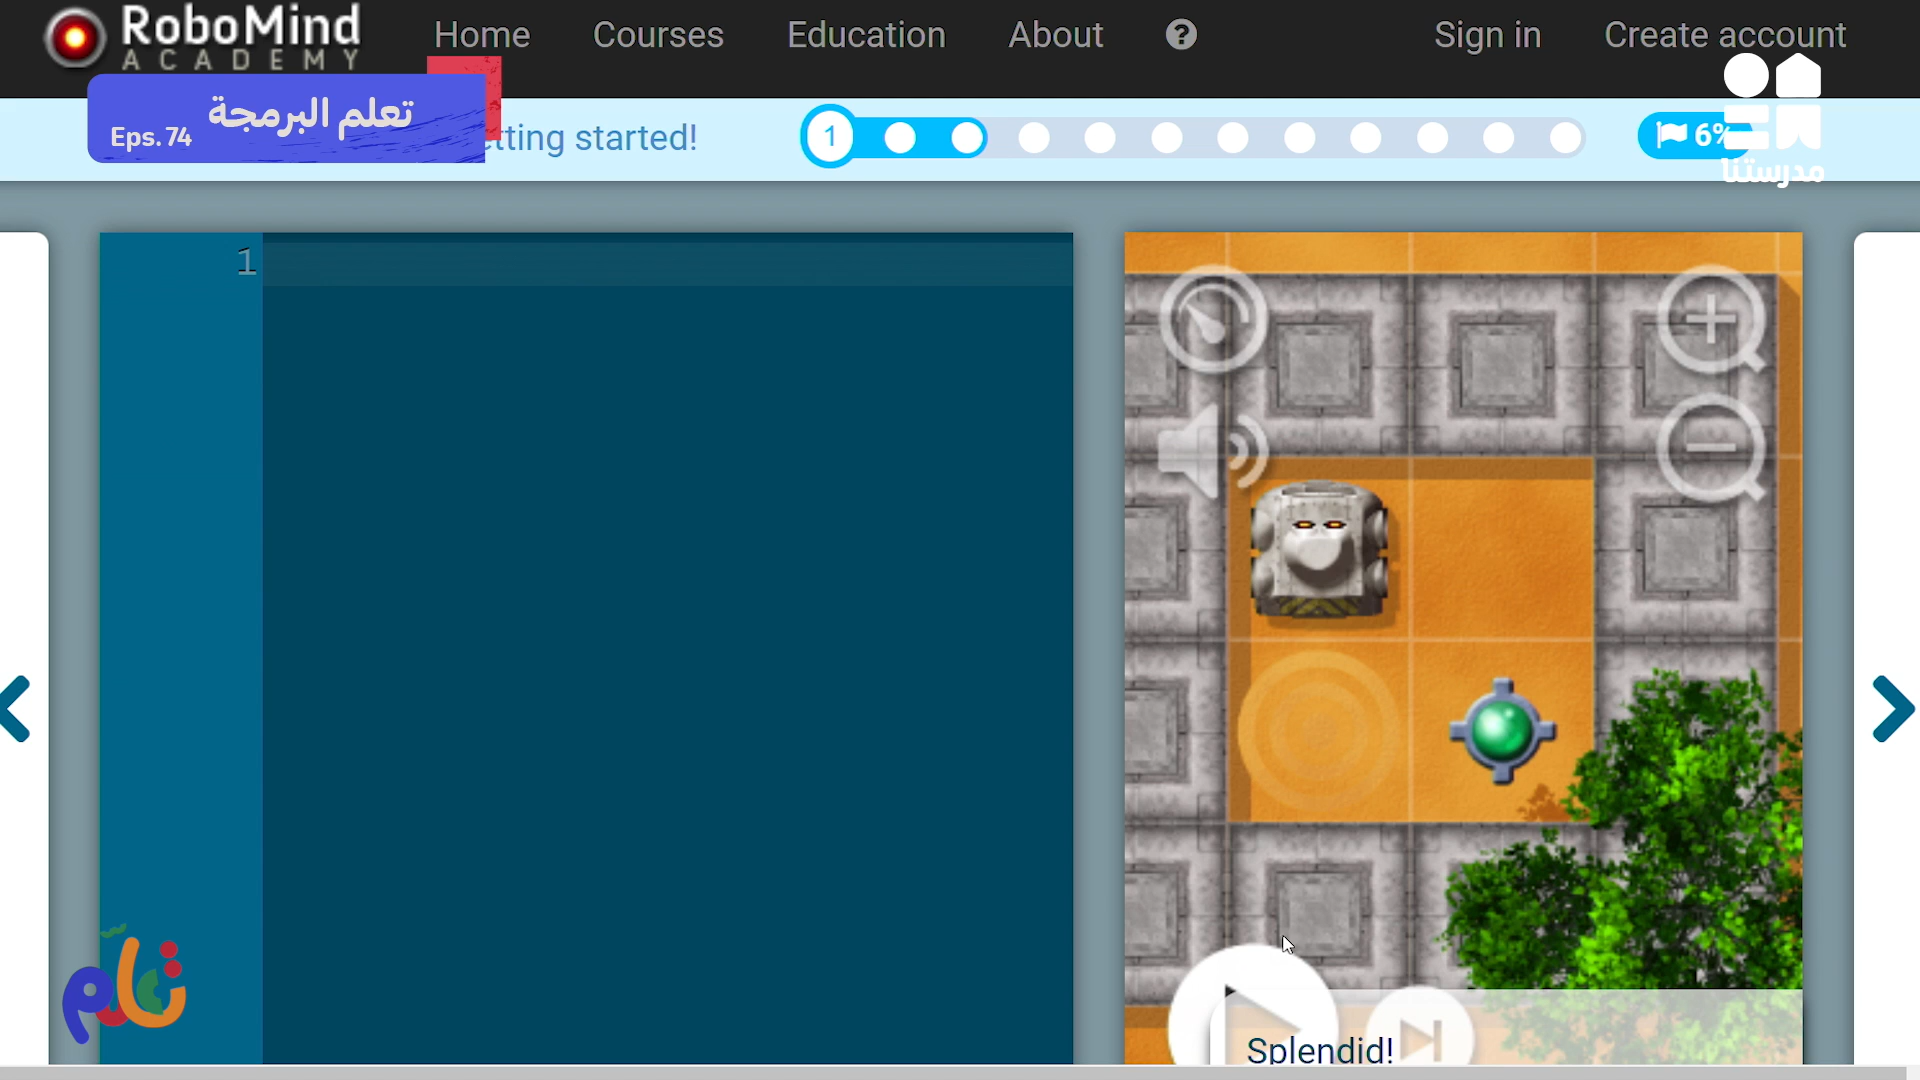 RoboMind
ACADEMY
Home
Courses
Education
About
?
Sign in
Create account
تعلم البرمجة
Eps. 74
tting started!
1
6%
مدرستنا
1
تام
Splendid!